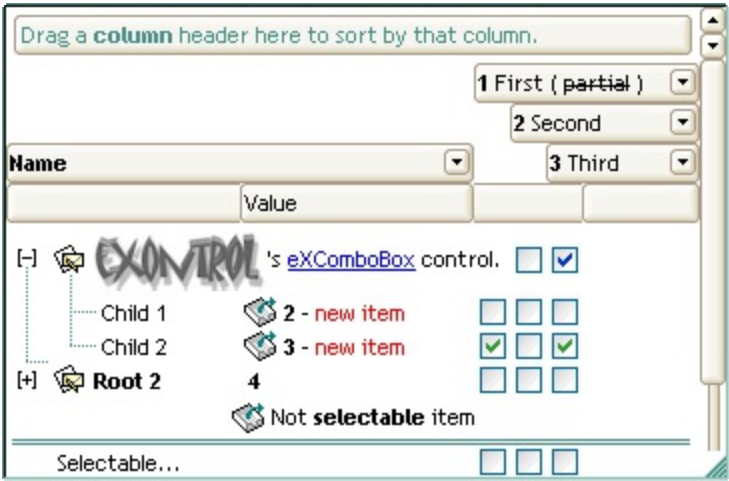 Drag a column header here to sort by that column.
1 First ( partial )
2 Second
Name
3 Third
Value
[-] EXONTROL 's eXComboBox control.
Child 1 2 - new item
Child 2 3 - new item
[+] Root 2 4
Not selectable item
Selectable...